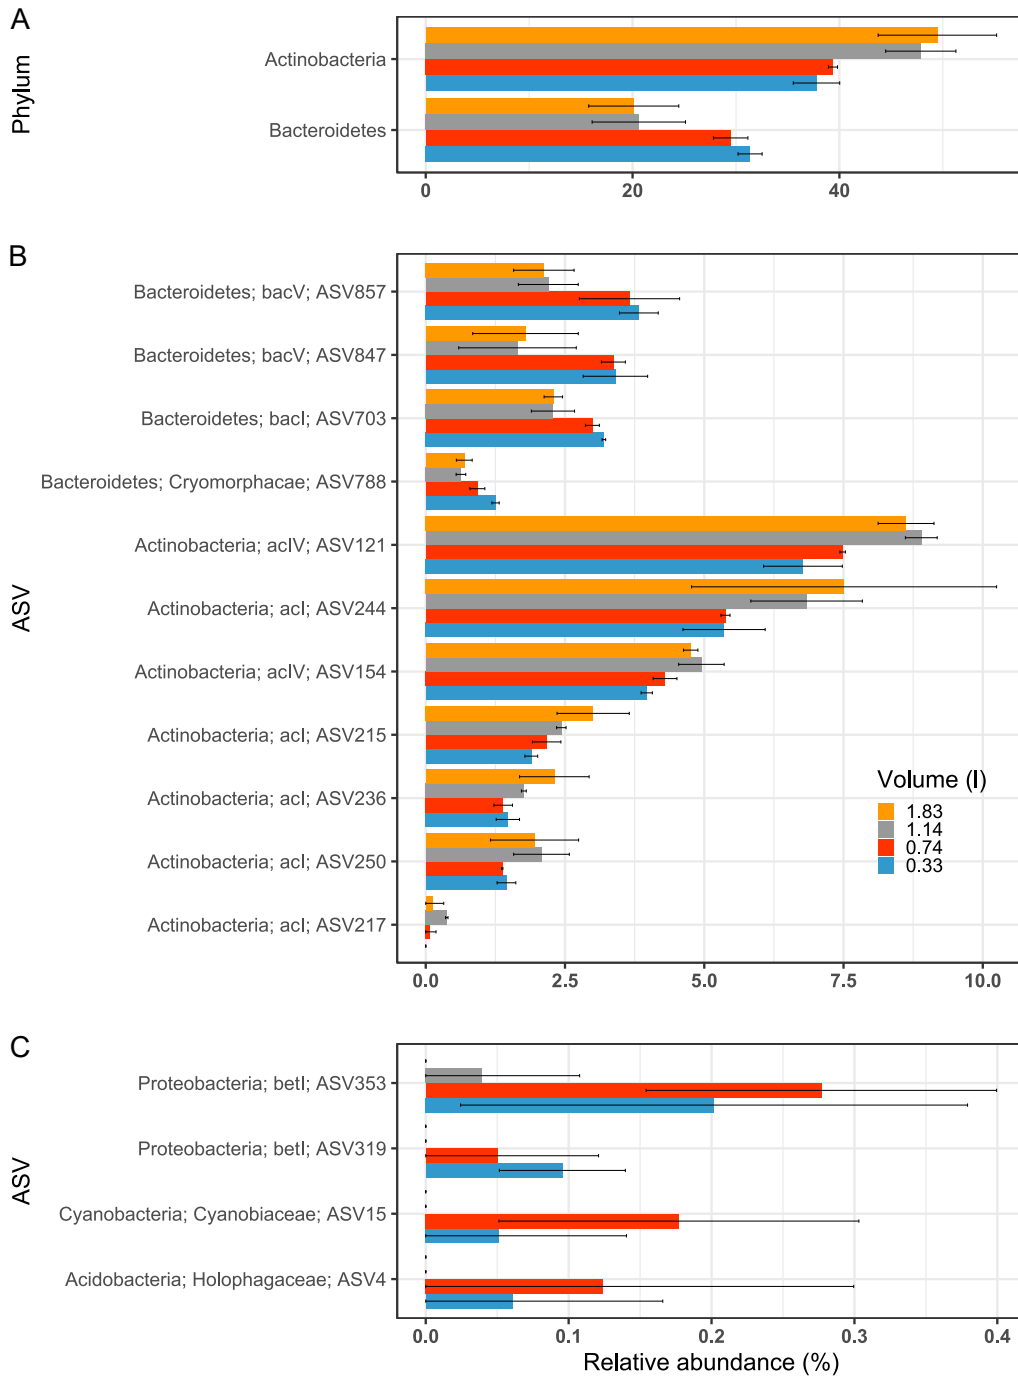 A
Phylum
Actinobacteria
Bacteroidetes
0 20 40
B
ASV
Bacteroidetes; bacV; ASV857
Bacteroidetes; bacV; ASV847
Bacteroidetes; bacI; ASV703
Bacteroidetes; Cryomorphacae; ASV788
Actinobacteria; acIV; ASV121
Actinobacteria; acI; ASV244
Actinobacteria; acIV; ASV154
Actinobacteria; acI; ASV215
Actinobacteria; acI; ASV236
Actinobacteria; acI; ASV250
Actinobacteria; acI; ASV217
Volume (l)
1.83
1.14
0.74
0.33
0.0 2.5 5.0 7.5 10.0
C
ASV
Proteobacteria; betI; ASV353
Proteobacteria; betI; ASV319
Cyanobacteria; Cyanobiaceae; ASV15
Acidobacteria; Holophagaceae; ASV4
0.0 0.1 0.2 0.3 0.4
Relative abundance (%)